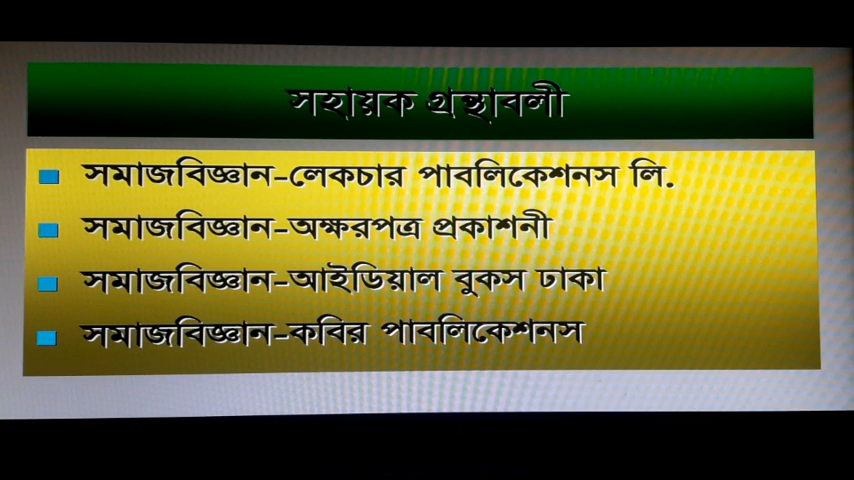 সহায়ক গ্রন্থাবলী
সমাজবিজ্ঞান-লেকচার পাবলিকেশনস লি.
সমাজবিজ্ঞান-অক্ষরপত্র প্রকাশনী
সমাজবিজ্ঞান-আইডিয়াল বুকস ঢাকা
সমাজবিজ্ঞান-কবির পাবলিকেশনস